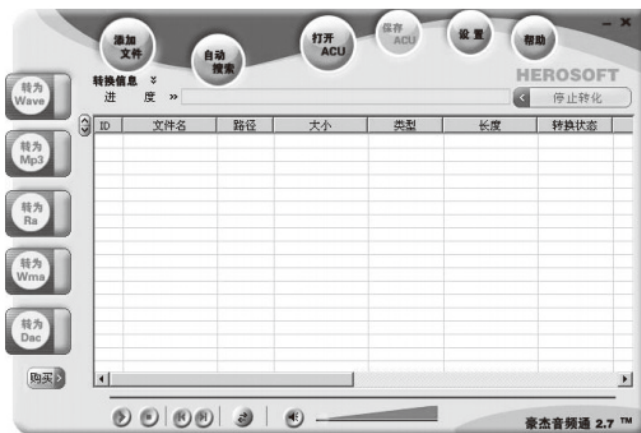 添加
文件
自动
搜索
打开
ACU
保存
ACU
设置
帮助
转换信息
进 度 »
HEROSOFT
停止转化
转为
Wave
转为
Mp3
转为
Ra
转为
Wma
转为
Dac
购买
ID 文件名 路径 大小 类型 长度 转换状态
豪杰音频通 2.7 TM